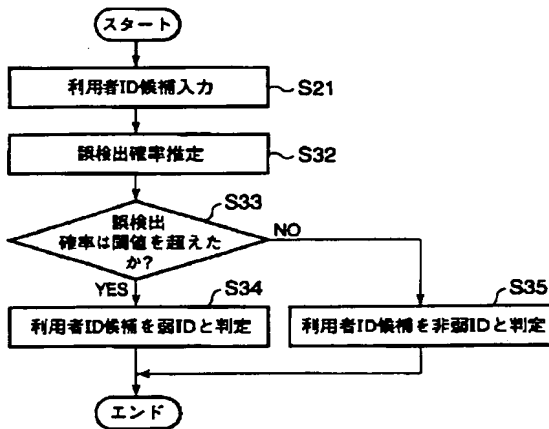 スタート
利用者ID候補入力
S21
誤検出確率推定
S32
S33
誤検出
確率は閾値を超えた
か?
NO
YES
S34
S35
利用者ID候補を弱IDと判定
利用者ID候補を非弱IDと判定
エンド